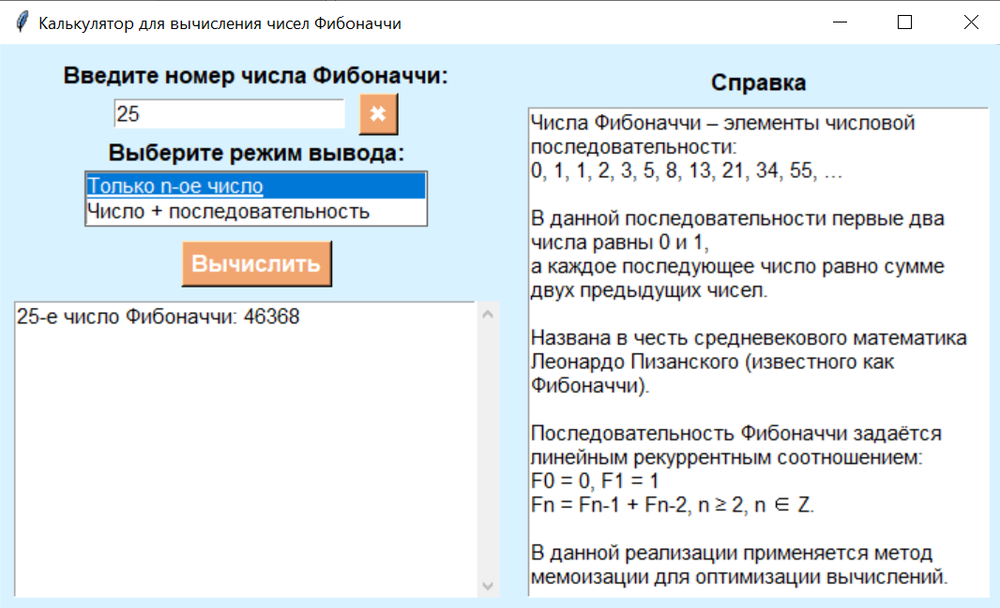 Калькулятор для вычисления чисел Фибоначчи
Введите номер числа Фибоначчи:
25
✖
Выберите режим вывода:
Только n-ое число
Число + последовательность
Вычислить
25-е число Фибоначчи: 46368
Справка
Числа Фибоначчи – элементы числовой
последовательности:
0, 1, 1, 2, 3, 5, 8, 13, 21, 34, 55, …
В данной последовательности первые два
числа равны 0 и 1,
а каждое последующее число равно сумме
двух предыдущих чисел.
Названа в честь средневекового математика
Леонардо Пизанского (известного как
Фибоначчи).
Последовательность Фибоначчи задаётся
линейным рекуррентным соотношением:
F0 = 0, F1 = 1
Fn = Fn-1 + Fn-2, n ≥ 2, n ∈ Z.
В данной реализации применяется метод
мемоизации для оптимизации вычислений.